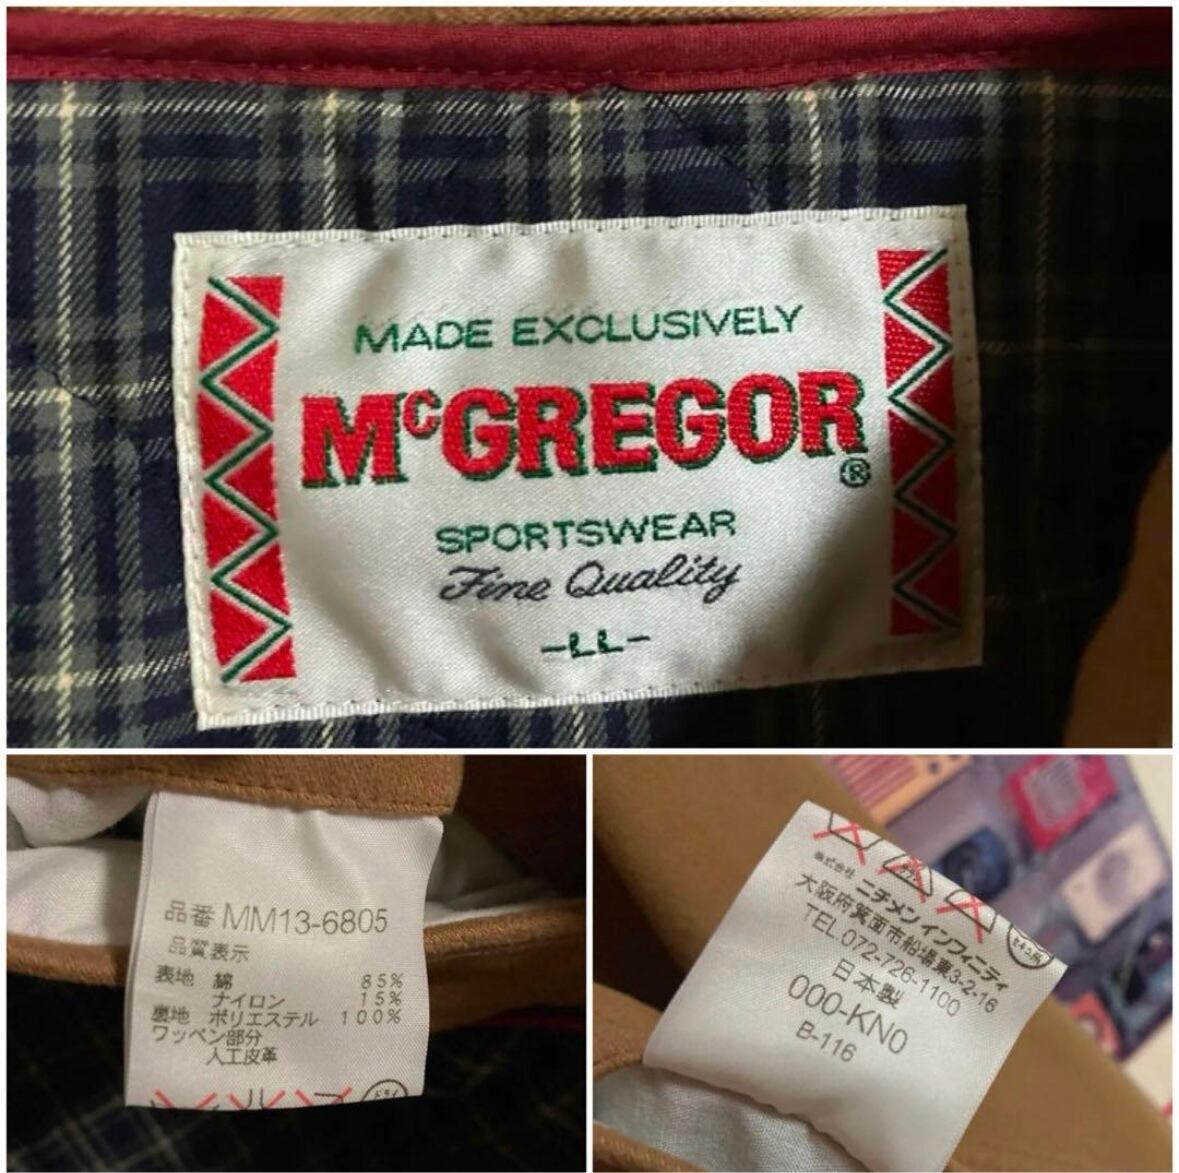 MADE EXCLUSIVELY
McGREGOR®
SPORTSWEAR
Fine Quality
-LL-
品番 MM13-6805
品質表示
表地 綿 85%
ナイロン 15%
裏地 ポリエステル 100%
ワッペン部分
人工皮革
ドライ
株式会社 ニチメン インフィニティ
大阪府箕面市船場東3-2-16
TEL.072-726-1100
日本製
000-KN0
B-116